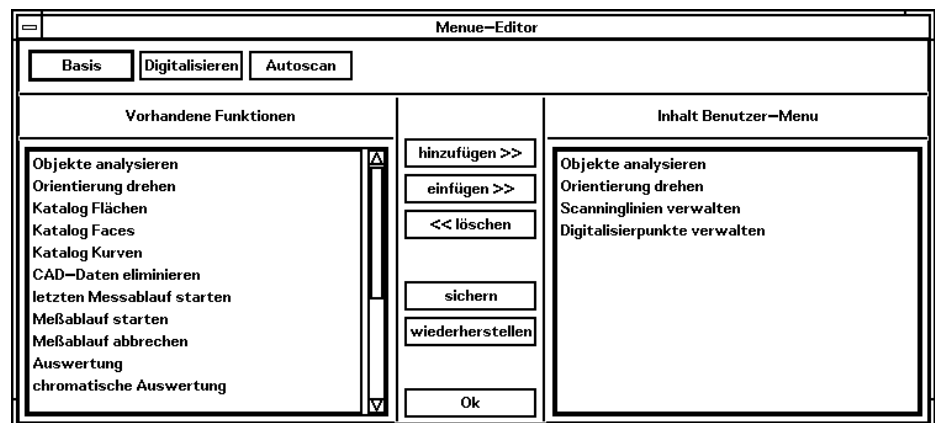 Menue-Editor
Basis Digitalisieren Autoscan
Vorhandene Funktionen
Inhalt Benutzer-Menu
Objekte analysieren
Orientierung drehen
Katalog Flächen
Katalog Faces
Katalog Kurven
CAD-Daten eliminieren
letzten Messablauf starten
Meßablauf starten
Meßablauf abbrechen
Auswertung
chromatische Auswertung
hinzufügen >>
einfügen >>
<< löschen
sichern
wiederherstellen
Ok
Objekte analysieren
Orientierung drehen
Scanninglinien verwalten
Digitalisierpunkte verwalten